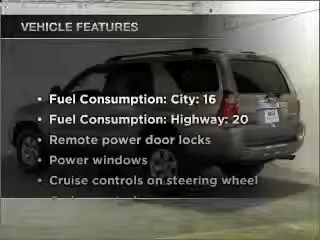 VEHICLE FEATURES
• Fuel Consumption: City: 16
• Fuel Consumption: Highway: 20
• Remote power door locks
• Power windows
• Cruise controls on steering wheel